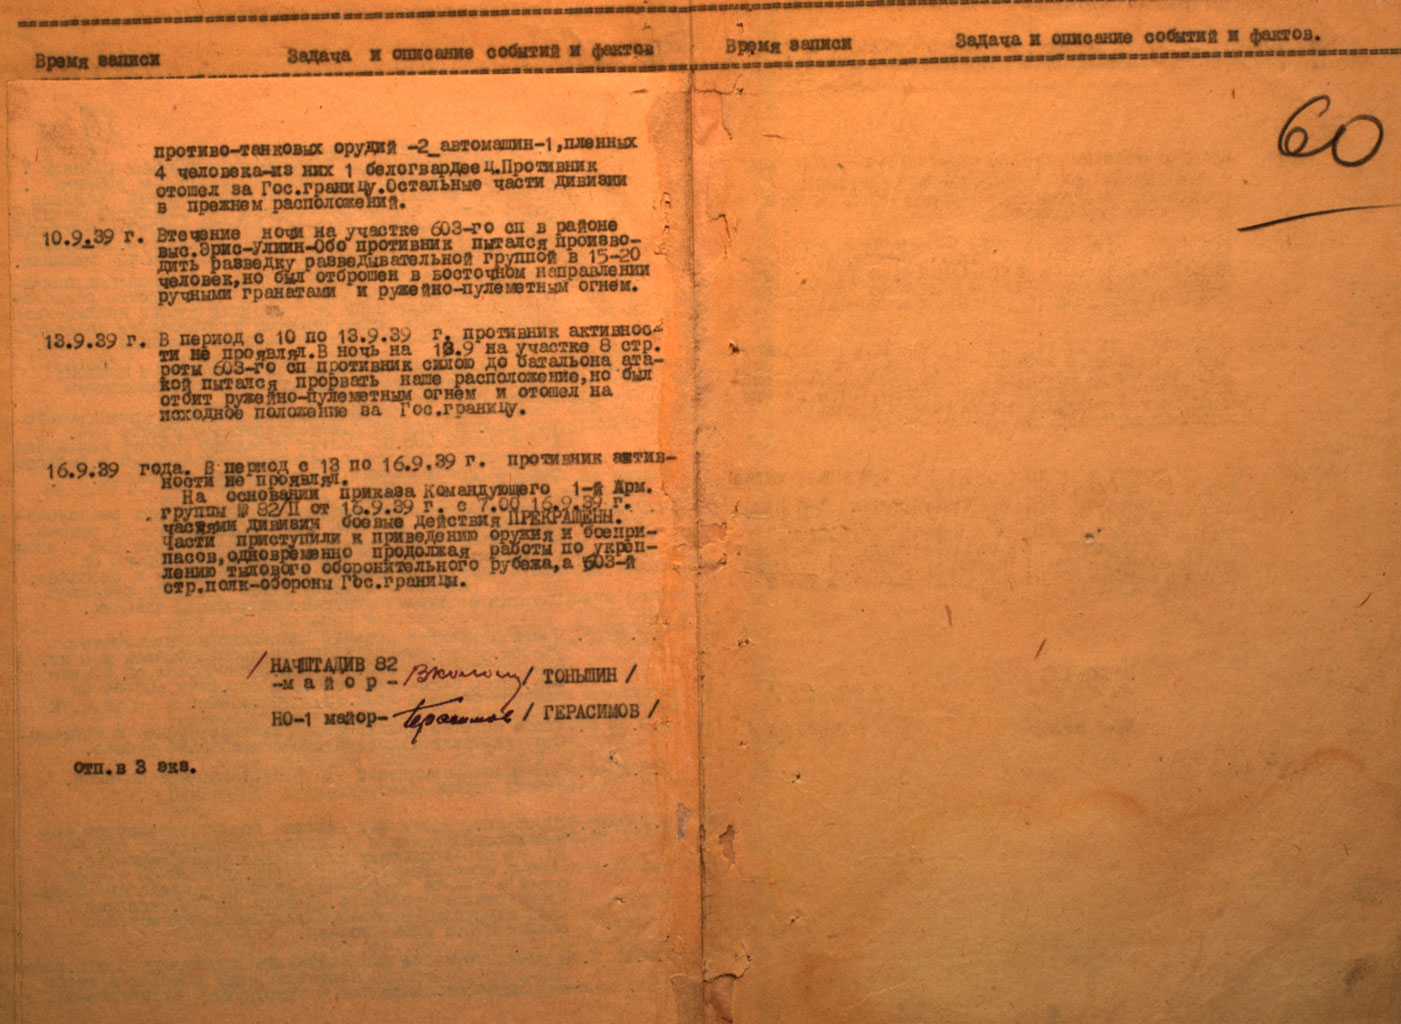 Время записи Задача и описание событий и фактов
Время записи Задача и описание событий и фактов.
60
противо-танковых орудий -2_автомашин-1,пленных
4 человека-из них 1 белогвардеец.Противник
отошел за Гос.границу.Остальные части дивизии
в прежнем расположений.
10.9.39 г. Втечение ночи на участке 603-го сп в районе
выс.Эрис-Улиин-Обо противник пытался произво-
дить разведку разведывательной группой в 15-20
человек,но был отброшен в восточном направлении
ручными гранатами и ружейно-пулеметным огнем.
13.9.39 г. В период с 10 по 13.9.39 г. противник активнос-
ти не проявлял.В ночь на 13.9 на участке 8 стр.
роты 603-го сп противник силою до батальона ата-
кой пытался прорвать наше расположение,но был
отбит ружейно-пулеметным огнем и отошел на
исходное положение за Гос.границу.
16.9.39 года. В период с 13 по 16.9.39 г. противник актив-
ности не проявлял.
На основании приказа Командующего 1-й Арм.
группы № 82/П от 16.9.39 г. с 7.00 16.9.39 г.
частями дивизии боевые действия ПРЕКРАЩЕНЫ.
Части приступили к приведению оружия и боепри-
пасов,одновременно продолжая работы по укреп-
лению тылового оборонительного рубежа,а 603-й
стр.полк-обороны Гос.границы.
/ НАЧШТАДИВ 82
-майор- / ТОНЬШИН /
НО-1 майор- Герасимов / ГЕРАСИМОВ /
отп.в 3 экз.